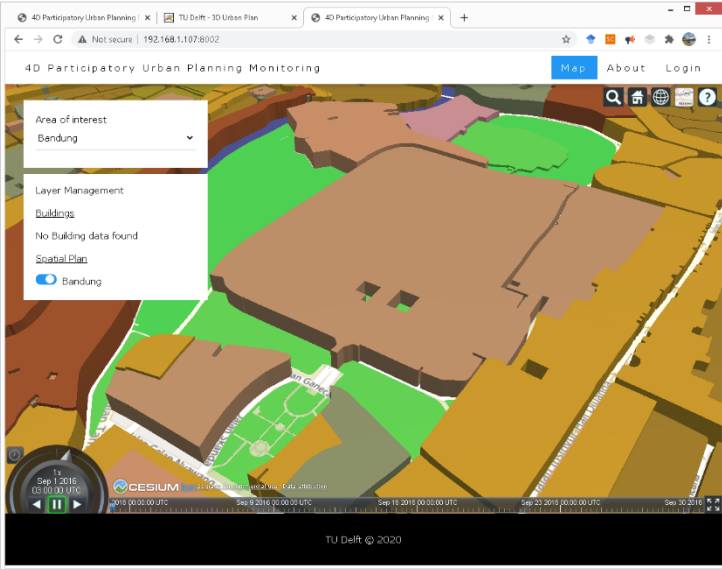 4D Participatory Urban Planning
TU Delft - 3D Urban Plan
4D Participatory Urban Planning
Not secure | 192.168.1.107:8002
4D Participatory Urban Planning Monitoring
Map About Login
Area of interest
Bandung
Layer Management
Buildings
No Building data found
Spatial Plan
Bandung
1x
Sep 1 2016
03:00:00 UTC
CESIUM ion
Data attribution
2016 00:00:00 UTC
Sep 9 2016 00:00:00 UTC
Sep 16 2016 00:00:00 UTC
Sep 23 2016 00:00:00 UTC
Sep 30 2016
TU Delft © 2020